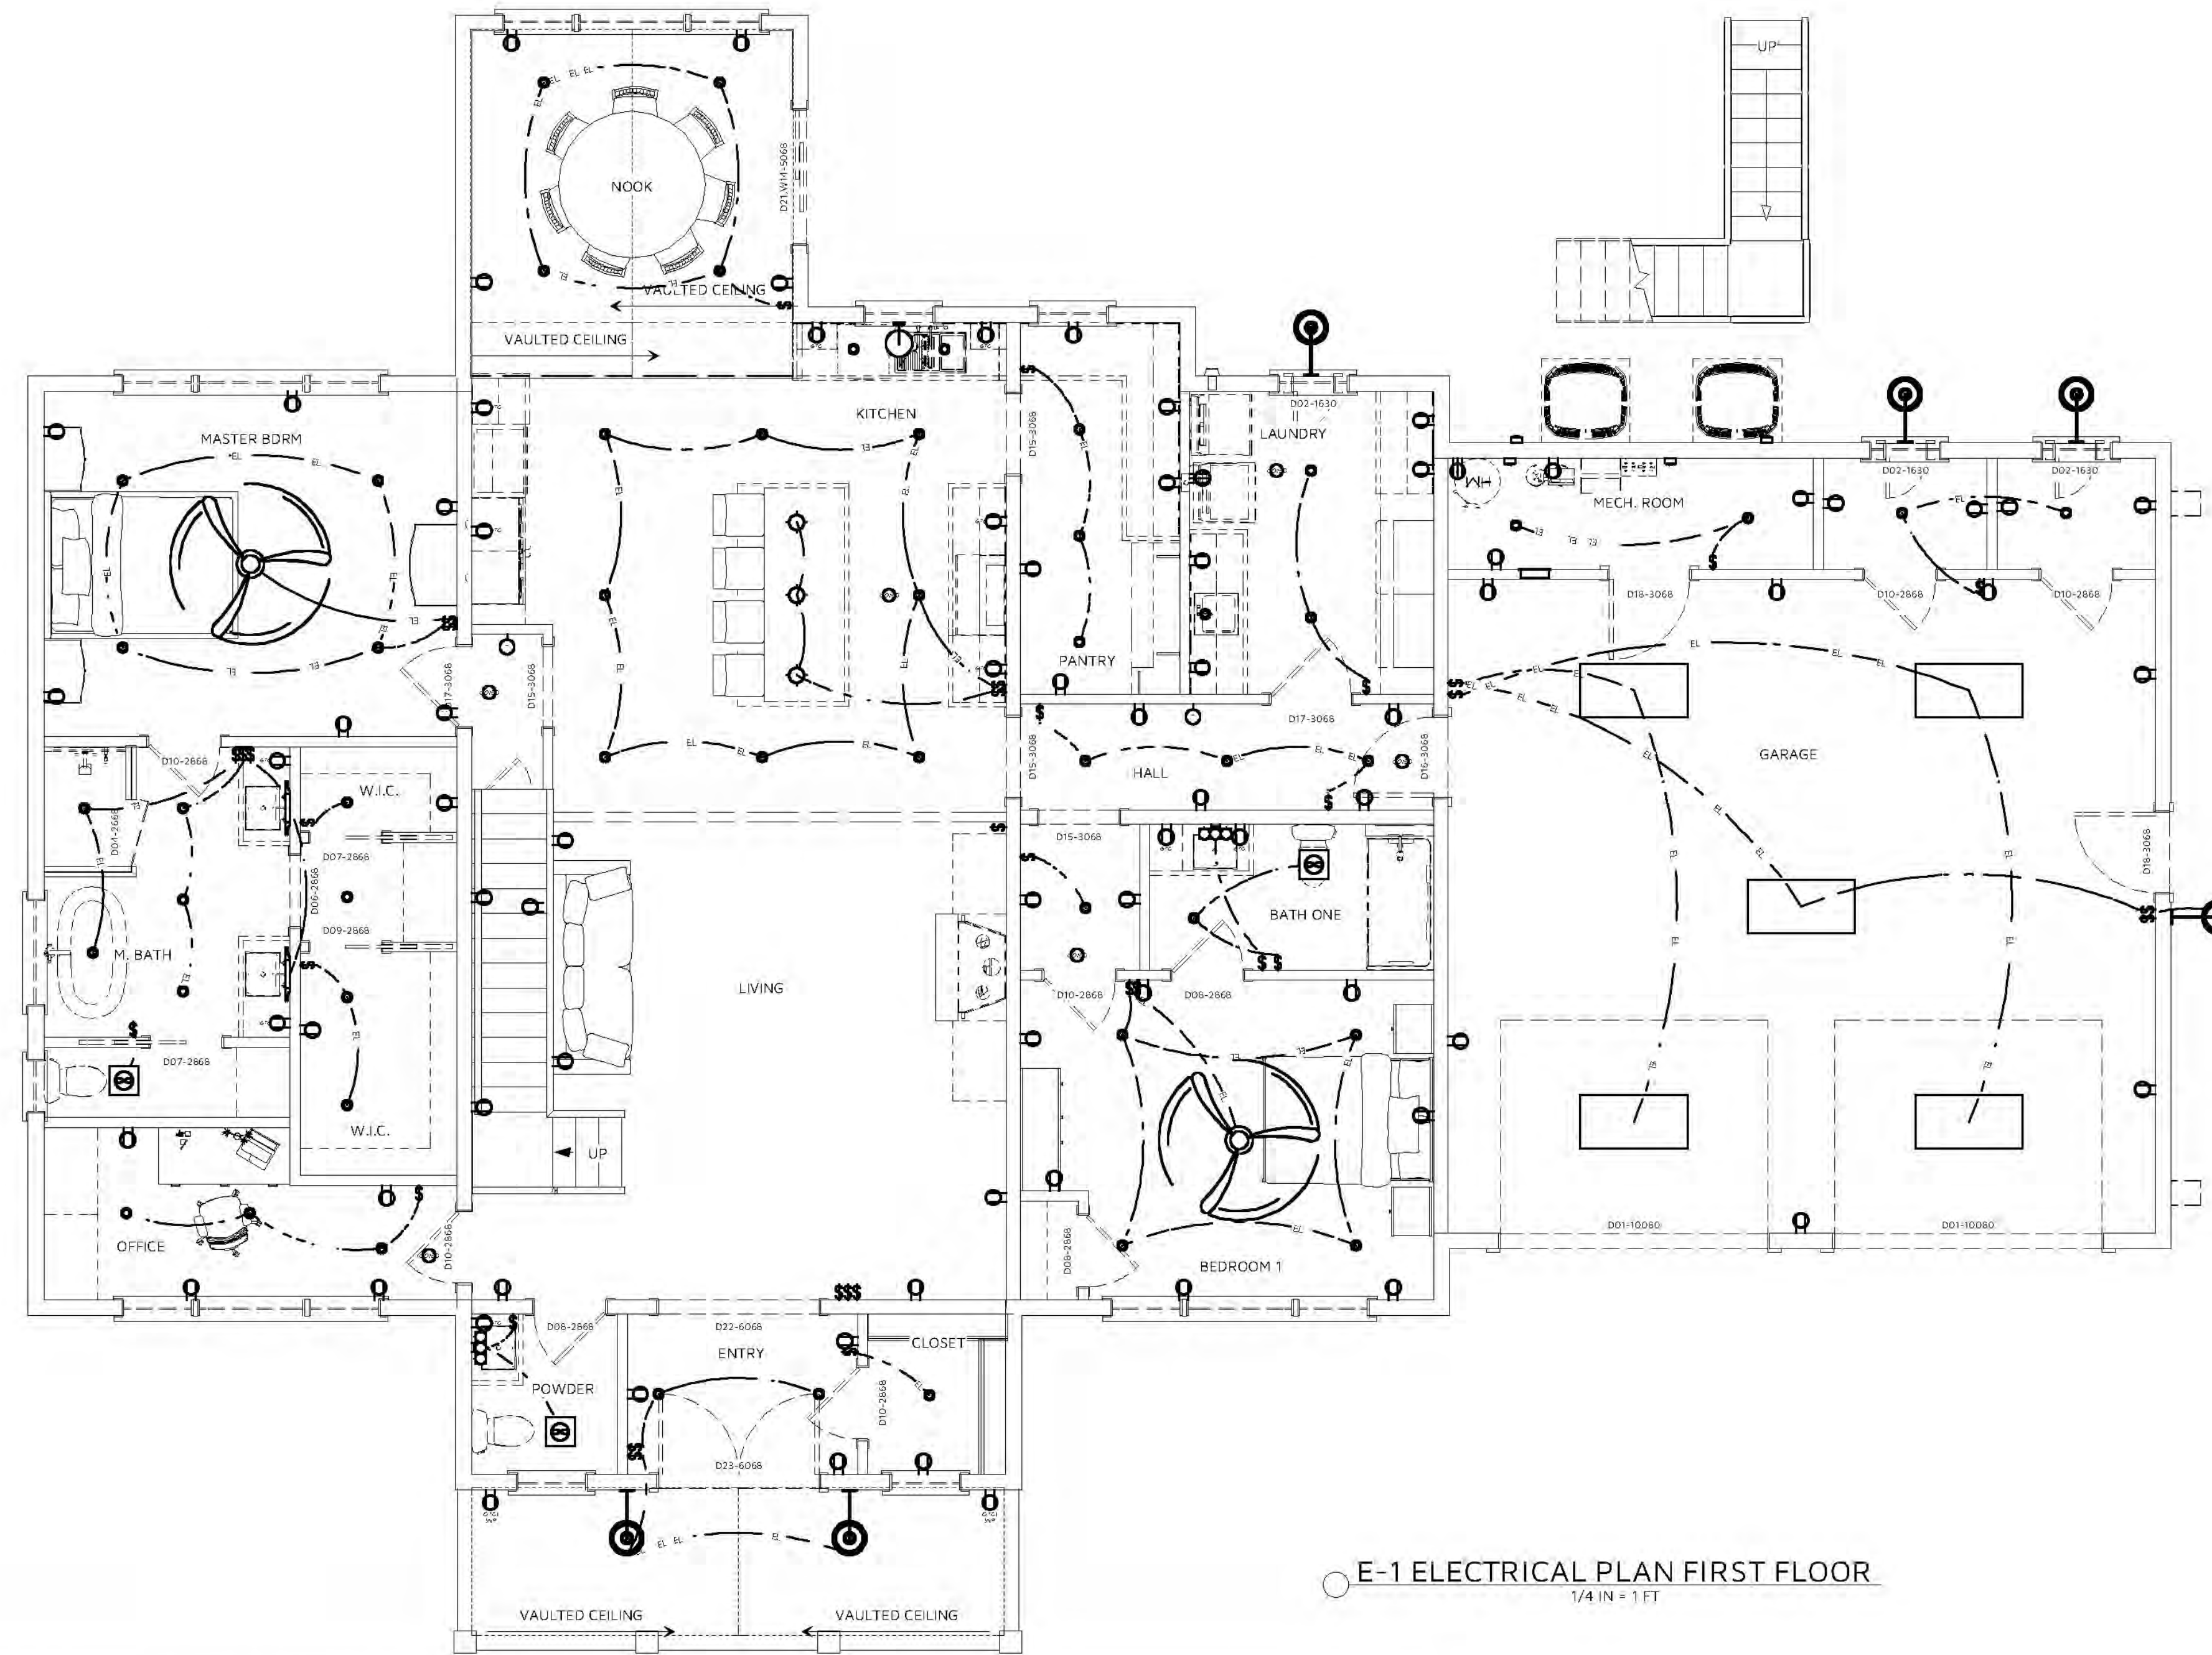 UP
NOOK
D21.W14-5068
VAULTED CEILING
VAULTED CEILING
KITCHEN
MASTER BDRM
D15-3068
D02-1630
LAUNDRY
D02-1630
D02-1630
MECH. ROOM
D18-3068
D10-2868
D10-2868
PANTRY
D17-3068
D15-3068
D17-3068
D15-3068
HALL
D16-3068
GARAGE
D10-2868
W.I.C.
D15-3068
D07-2868
D06-2868
D18-3068
D09-2868
BATH ONE
M. BATH
LIVING
D10-2868
D08-2868
D07-2868
W.I.C.
UP
OFFICE
D10-2868
D08-2868
BEDROOM 1
D01-10080
D01-10080
D08-2868
D22-6068
ENTRY
CLOSET
POWDER
D10-2868
D23-6068
VAULTED CEILING
VAULTED CEILING
E-1 ELECTRICAL PLAN FIRST FLOOR
1/4 IN = 1 FT